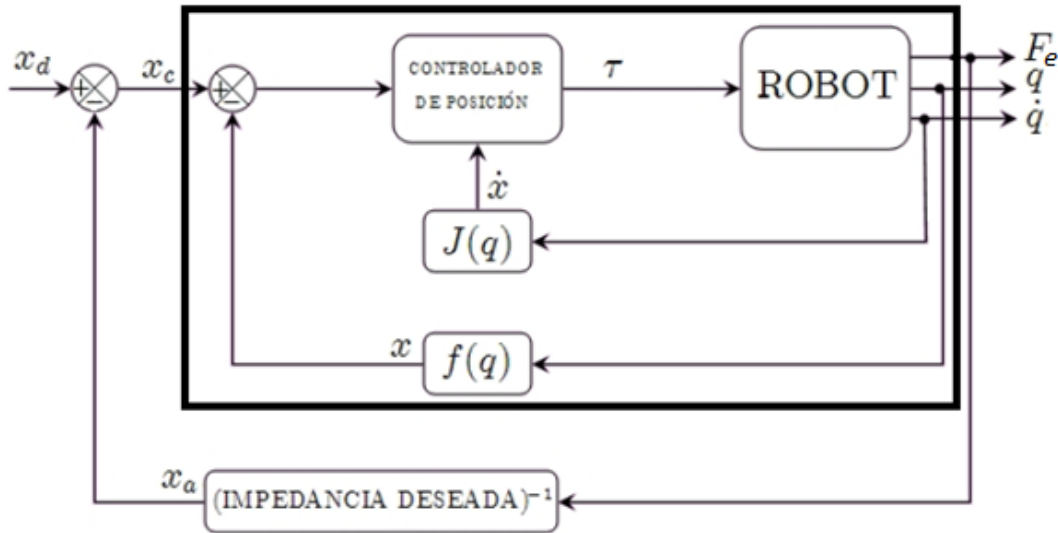 x_d
+
−
x_c
+
−
CONTROLADOR
DE POSICIÓN
τ
ROBOT
F_e
q
q̇
ẋ
J(q)
x
f(q)
x_a
(IMPEDANCIA DESEADA)⁻¹